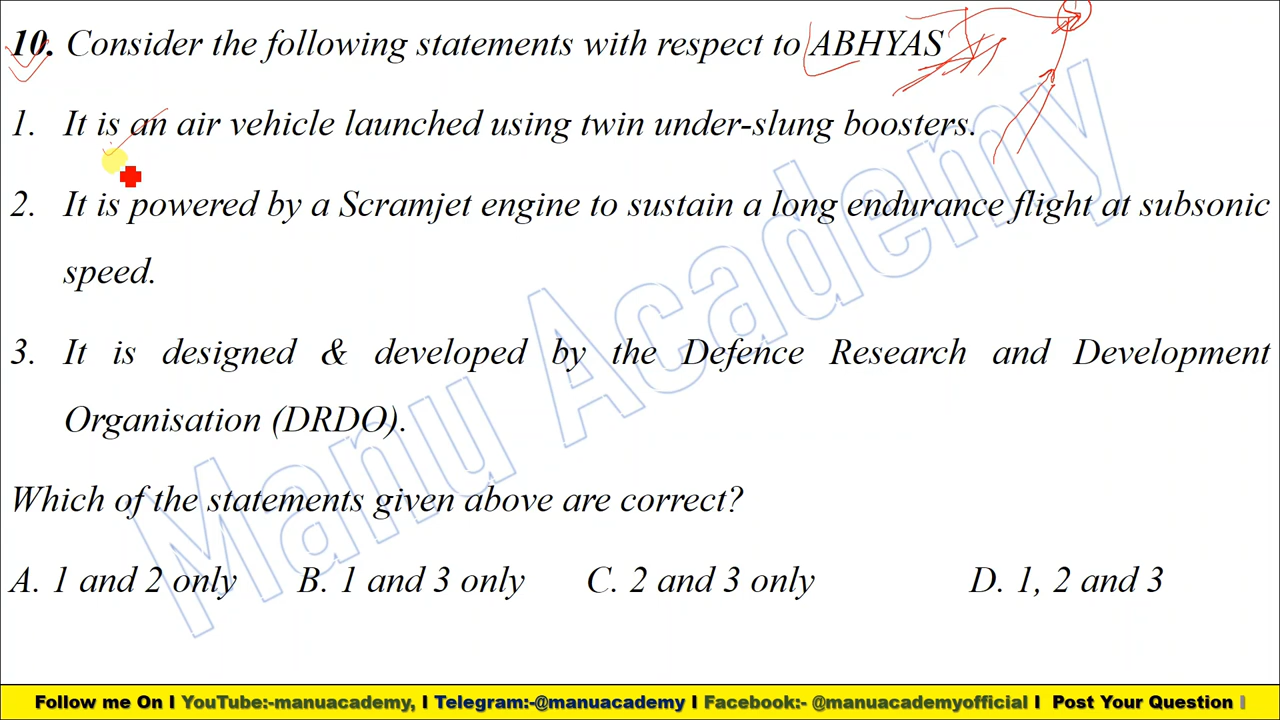 10. Consider the following statements with respect to ABHYAS
1. It is an air vehicle launched using twin under-slung boosters.
2. It is powered by a Scramjet engine to sustain a long endurance flight at subsonic
speed.
3. It is designed & developed by the Defence Research and Development
Organisation (DRDO).
Which of the statements given above are correct?
A. 1 and 2 only B. 1 and 3 only C. 2 and 3 only D. 1, 2 and 3
Manu Academy
Follow me On I YouTube:-manuacademy, I Telegram:-@manuacademy I Facebook:- @manuacademyofficial I Post Your Question I